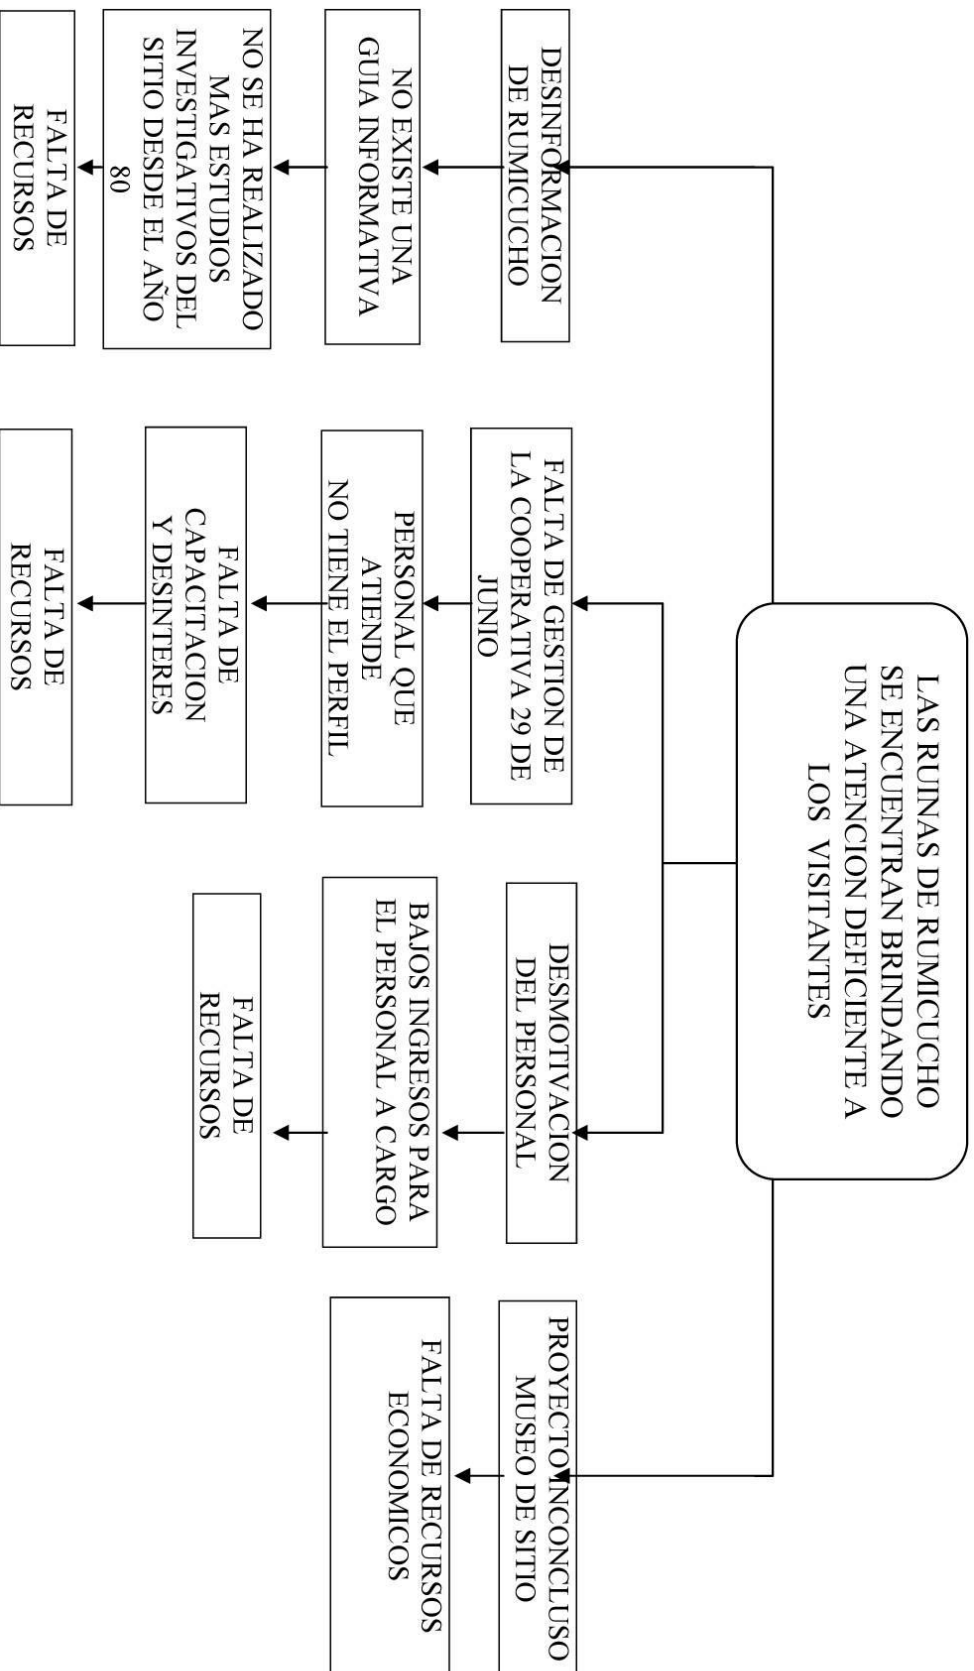 LAS RUINAS DE RUMICUCHO
SE ENCUENTRAN BRINDANDO
UNA ATENCION DEFICIENTE A
LOS VISITANTES
DESINFORMACION
DE RUMICUCHO
NO EXISTE UNA
GUIA INFORMATIVA
NO SE HA REALIZADO
MAS ESTUDIOS
INVESTIGATIVOS DEL
SITIO DESDE EL AÑO
80
FALTA DE
RECURSOS
FALTA DE GESTION DE
LA COOPERATIVA 29 DE
JUNIO
PERSONAL QUE
ATIENDE
NO TIENE EL PERFIL
FALTA DE
CAPACITACION
Y DESINTERES
FALTA DE
RECURSOS
DESMOTIVACION
DEL PERSONAL
BAJOS INGRESOS PARA
EL PERSONAL A CARGO
FALTA DE
RECURSOS
PROYECTO INCONCLUSO
MUSEO DE SITIO
FALTA DE RECURSOS
ECONOMICOS